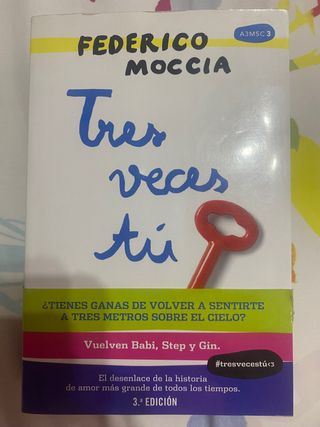 FEDERICO
MOCCIA
A3MSC 3
Tres
veces
tú
¿TIENES GANAS DE VOLVER A SENTIRTE
A TRES METROS SOBRE EL CIELO?
Vuelven Babi, Step y Gin.
#tresvecestú<3
El desenlace de la historia
de amor más grande de todos los tiempos.
3.ª EDICIÓN